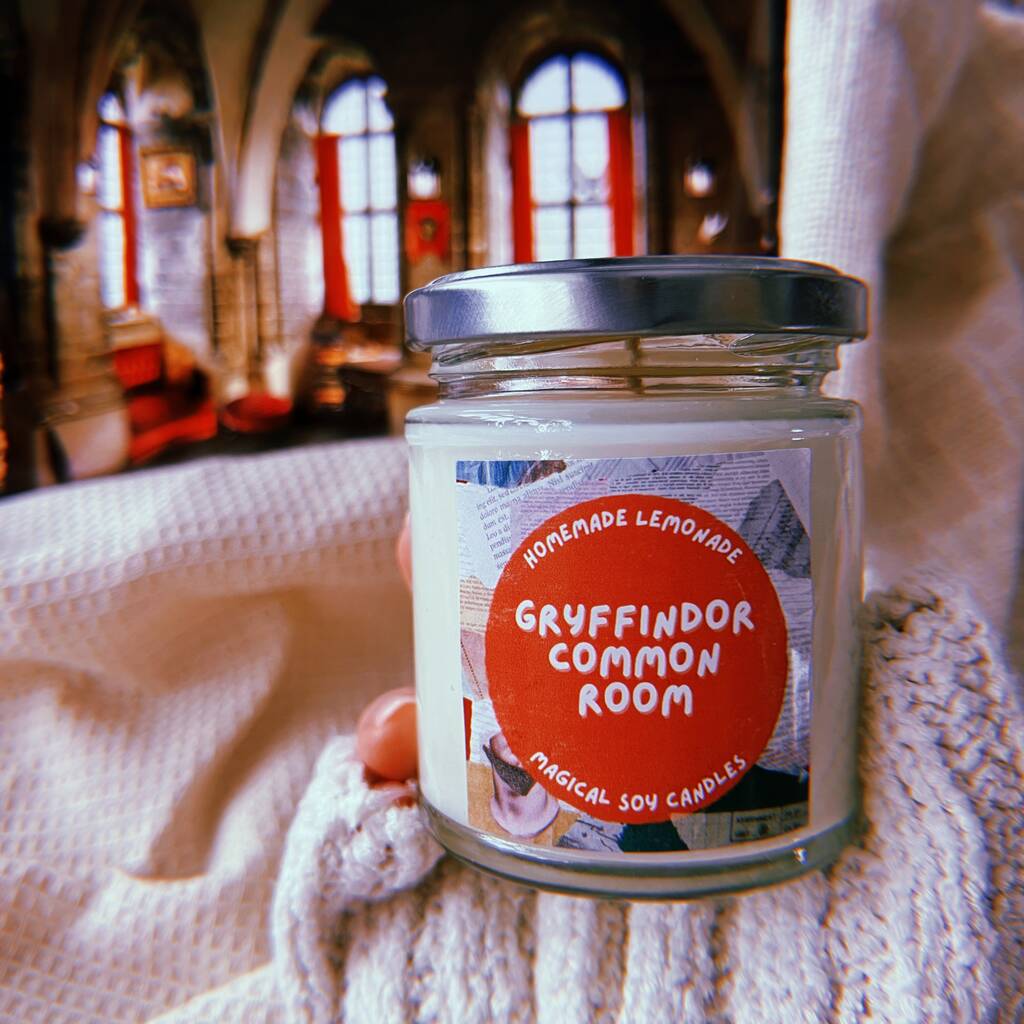 HOMEMADE LEMONADE
GRYFFINDOR
COMMON
ROOM
MAGICAL SOY CANDLES